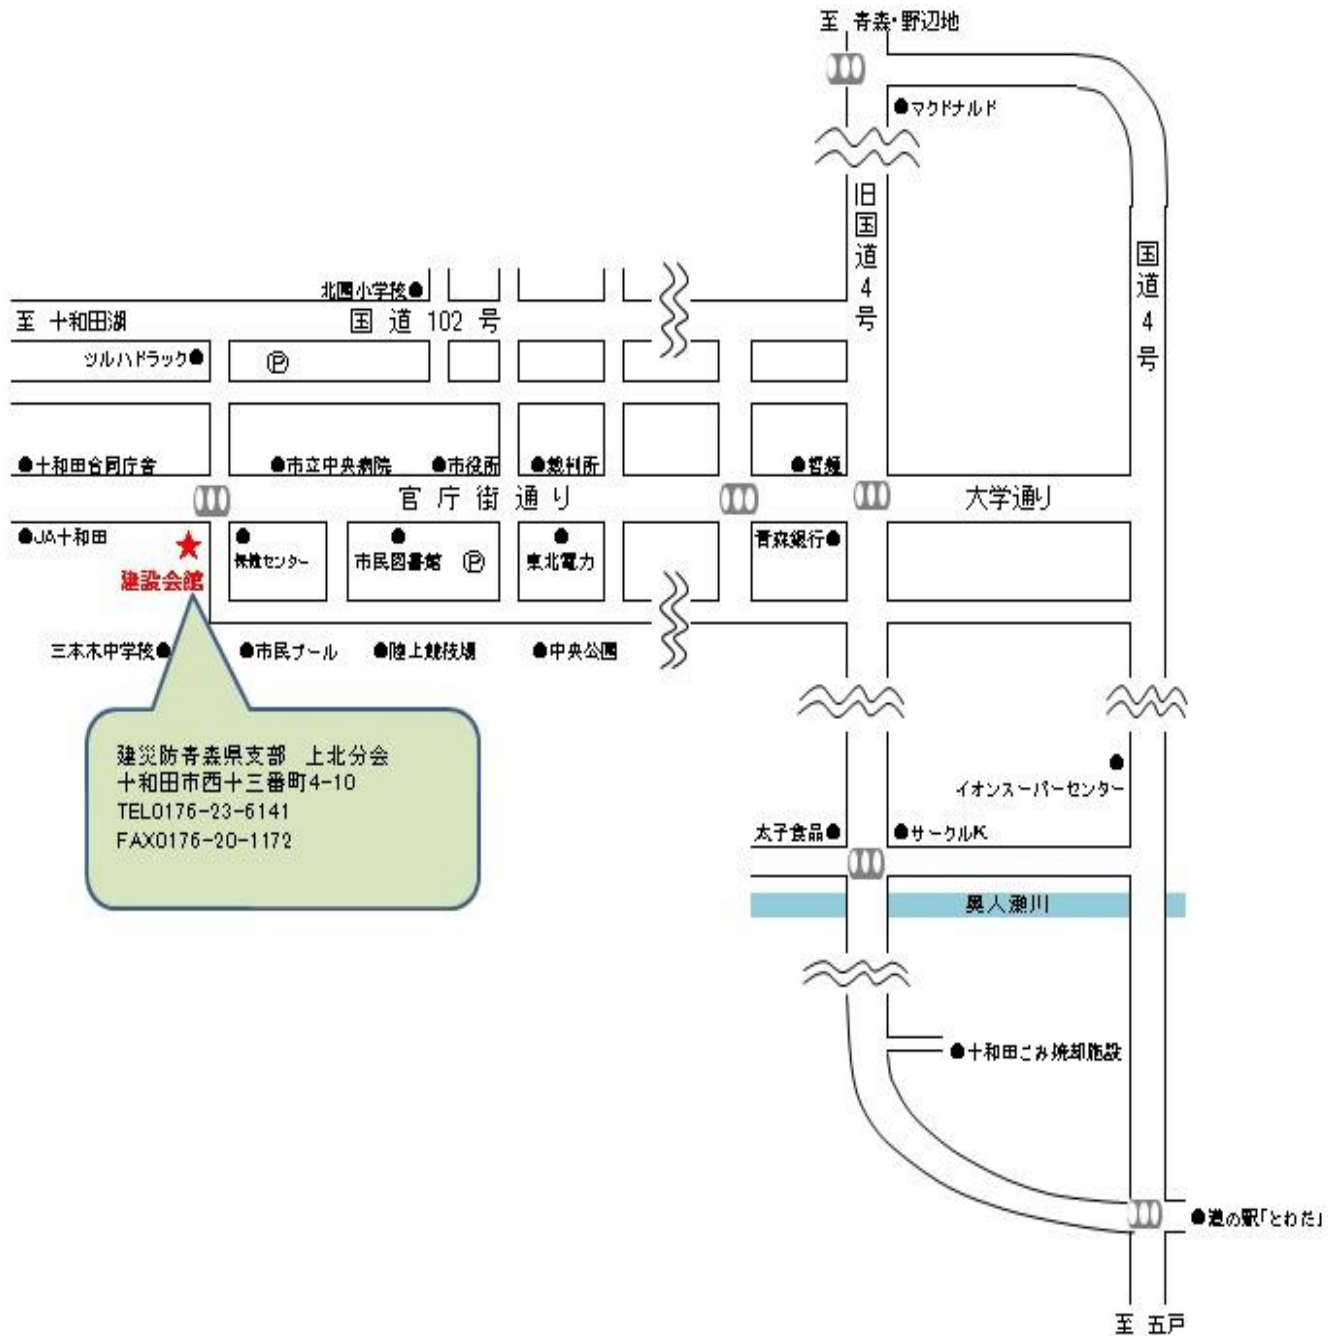 至 青森・野辺地
●マクドナルド
旧国道4号
国道4号
北園小学校●
至 十和田湖
国道102号
ツルハドラック●
Ⓟ
●十和田合同庁舎
●市立中央病院
●市役所
●裁判所
官庁街通り
大学通り
●JA十和田
★
建設会館
保健センター
市民図書館 Ⓟ
東北電力
青森銀行●
三本木中学校●
●市民プール
●陸上競技場
●中央公園
建災防青森県支部 上北分会
十和田市西十三番町4-10
TEL0176-23-6141
FAX0176-20-1172
イオンスーパーセンター
太子食品●
●サークルK
奥入瀬川
●十和田ごみ焼却施設
●道の駅「とわだ」
至 五戸